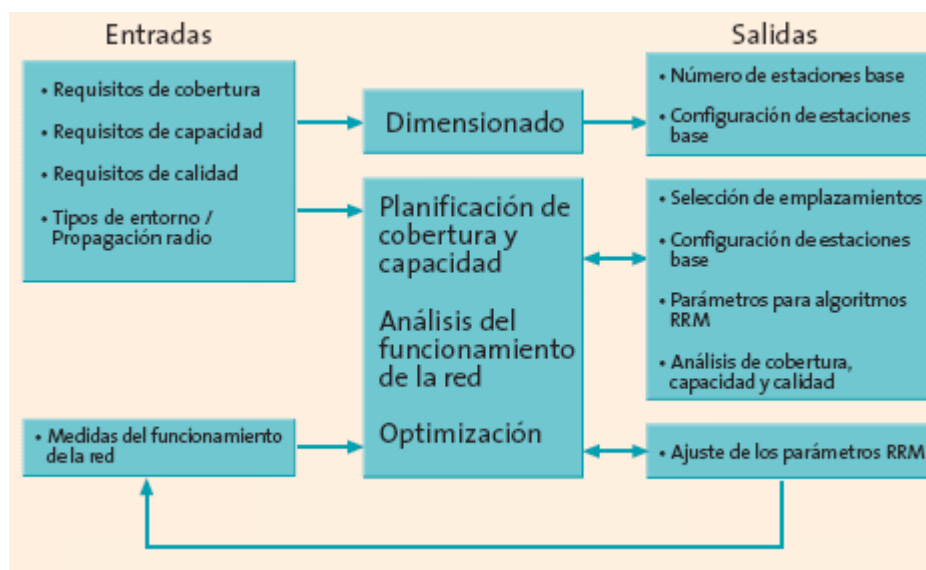 Entradas
Salidas
• Requisitos de cobertura
• Requisitos de capacidad
• Requisitos de calidad
• Tipos de entorno /
Propagación radio
Dimensionado
• Número de estaciones base
• Configuración de estaciones
base
Planificación de
cobertura y
capacidad
Análisis del
funcionamiento
de la red
Optimización
• Selección de emplazamientos
• Configuración de estaciones
base
• Parámetros para algoritmos
RRM
• Análisis de cobertura,
capacidad y calidad
• Medidas del funcionamiento
de la red
• Ajuste de los parámetros RRM